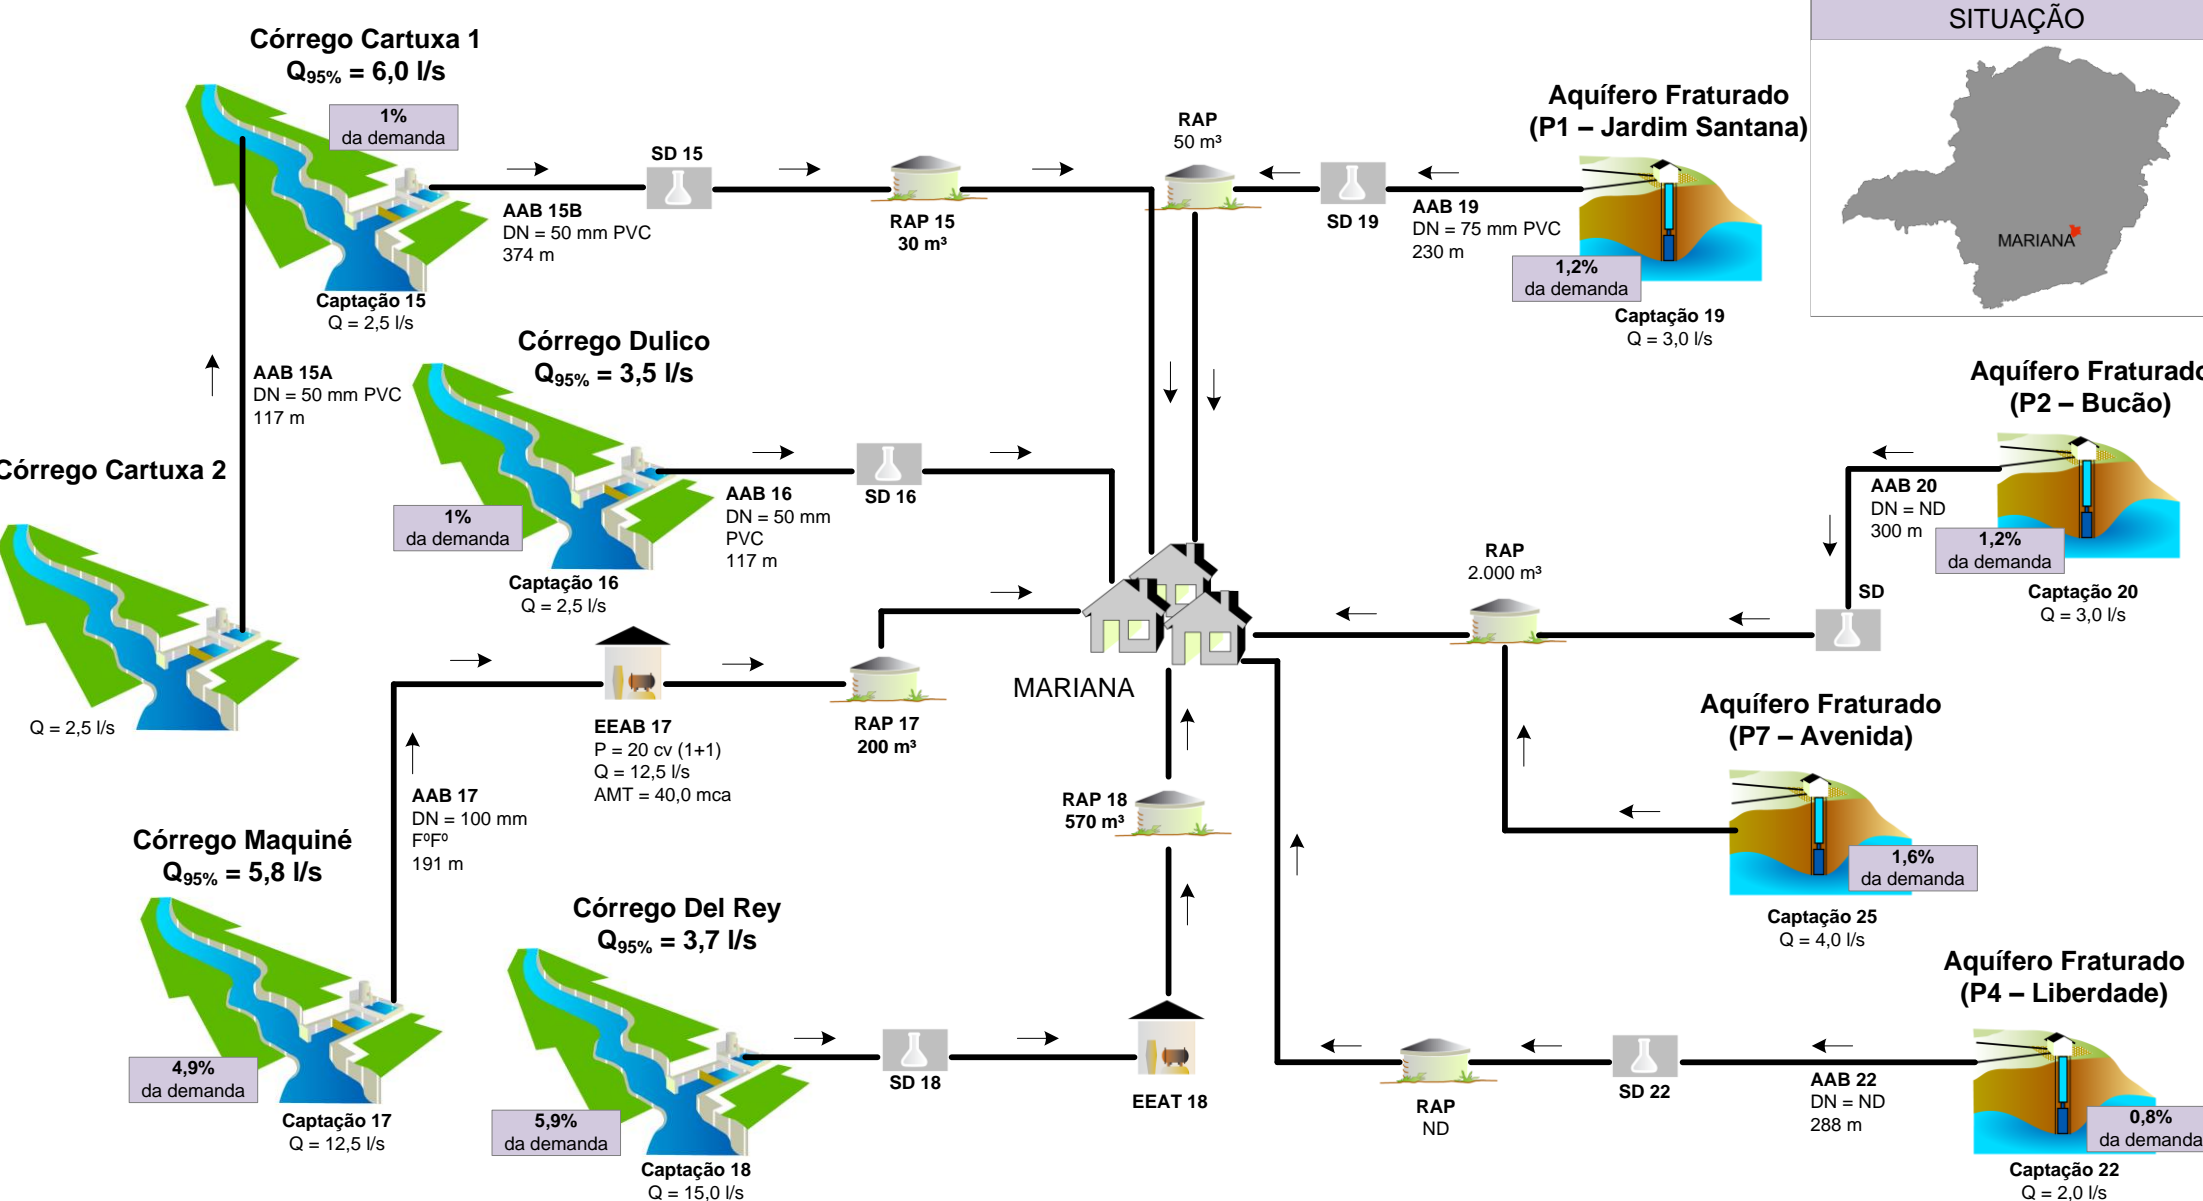 SITUAÇÃO
MARIANA
Córrego Cartuxa 1
Q95% = 6,0 l/s
1%
da demanda
AAB 15B
DN = 50 mm PVC
374 m
Captação 15
Q = 2,5 l/s
SD 15
RAP 15
30 m³
RAP
50 m³
SD 19
AAB 19
DN = 75 mm PVC
230 m
Aquífero Fraturado
(P1 – Jardim Santana)
1,2%
da demanda
Captação 19
Q = 3,0 l/s
AAB 15A
DN = 50 mm PVC
117 m
Córrego Cartuxa 2
Q = 2,5 l/s
Córrego Dulico
Q95% = 3,5 l/s
1%
da demanda
Captação 16
Q = 2,5 l/s
AAB 16
DN = 50 mm
PVC
117 m
SD 16
Aquífero Fraturado
(P2 – Bucão)
AAB 20
DN = ND
300 m
1,2%
da demanda
Captação 20
Q = 3,0 l/s
SD
RAP
2.000 m³
MARIANA
EEAB 17
P = 20 cv (1+1)
Q = 12,5 l/s
AMT = 40,0 mca
RAP 17
200 m³
AAB 17
DN = 100 mm
FºFº
191 m
Córrego Maquiné
Q95% = 5,8 l/s
4,9%
da demanda
Captação 17
Q = 12,5 l/s
Córrego Del Rey
Q95% = 3,7 l/s
5,9%
da demanda
Captação 18
Q = 15,0 l/s
SD 18
EEAT 18
RAP 18
570 m³
Aquífero Fraturado
(P7 – Avenida)
1,6%
da demanda
Captação 25
Q = 4,0 l/s
Aquífero Fraturado
(P4 – Liberdade)
RAP
ND
SD 22
AAB 22
DN = ND
288 m
0,8%
da demanda
Captação 22
Q = 2,0 l/s